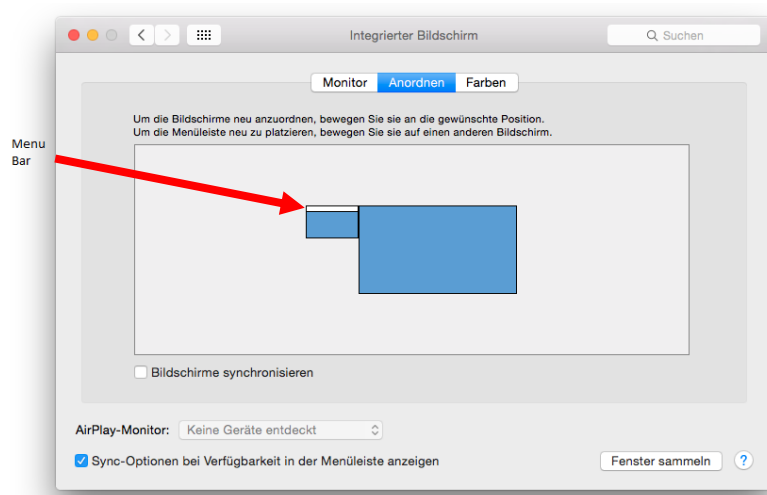 Integrierter Bildschirm
Suchen
Monitor Anordnen Farben
Um die Bildschirme neu anzuordnen, bewegen Sie sie an die gewünschte Position.
Um die Menüleiste neu zu platzieren, bewegen Sie sie auf einen anderen Bildschirm.
Menu
Bar
Bildschirme synchronisieren
AirPlay-Monitor: Keine Geräte entdeckt
Sync-Optionen bei Verfügbarkeit in der Menüleiste anzeigen
Fenster sammeln ?